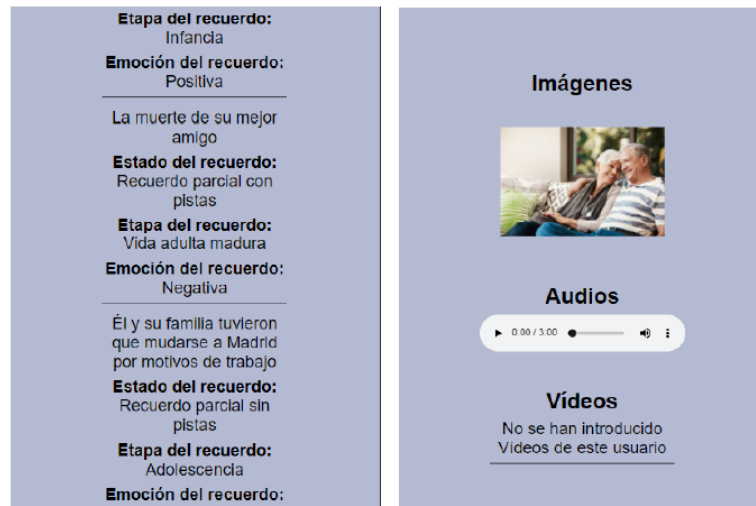 Etapa del recuerdo:
Infancia
Emoción del recuerdo:
Positiva
La muerte de su mejor
amigo
Estado del recuerdo:
Recuerdo parcial con
pistas
Etapa del recuerdo:
Vida adulta madura
Emoción del recuerdo:
Negativa
Él y su familia tuvieron
que mudarse a Madrid
por motivos de trabajo
Estado del recuerdo:
Recuerdo parcial sin
pistas
Etapa del recuerdo:
Adolescencia
Emoción del recuerdo:
Imágenes
Audios
0:00 / 3:00
Vídeos
No se han introducido
Vídeos de este usuario